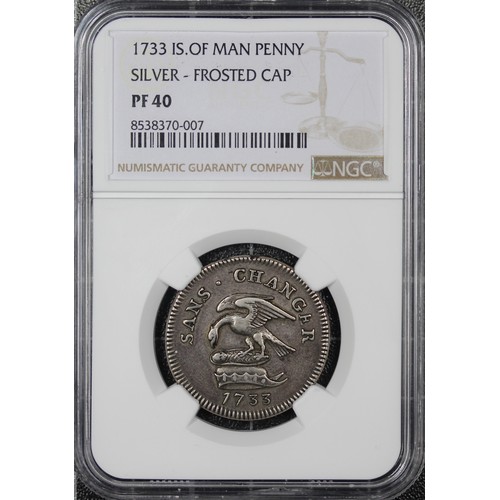 1733 IS.OF MAN PENNY
SILVER - FROSTED CAP
PF 40
8538370-007
NUMISMATIC GUARANTY COMPANY
NGC®
SANS · CHANGER
1733